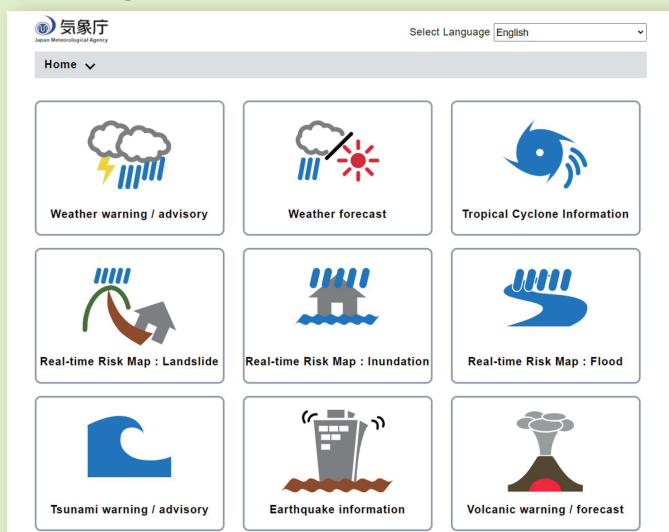 気象庁
Japan Meteorological Agency
Select Language English
Home
Weather warning / advisory
Weather forecast
Tropical Cyclone Information
Real-time Risk Map : Landslide
Real-time Risk Map : Inundation
Real-time Risk Map : Flood
Tsunami warning / advisory
Earthquake information
Volcanic warning / forecast